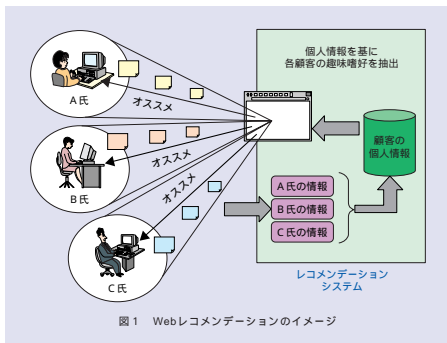 個人情報を基に
各顧客の趣味嗜好を抽出
A氏
オススメ
顧客の
個人情報
オススメ
B氏
オススメ
A氏の情報
B氏の情報
C氏の情報
C氏
レコメンデーション
システム
図1 Webレコメンデーションのイメージ